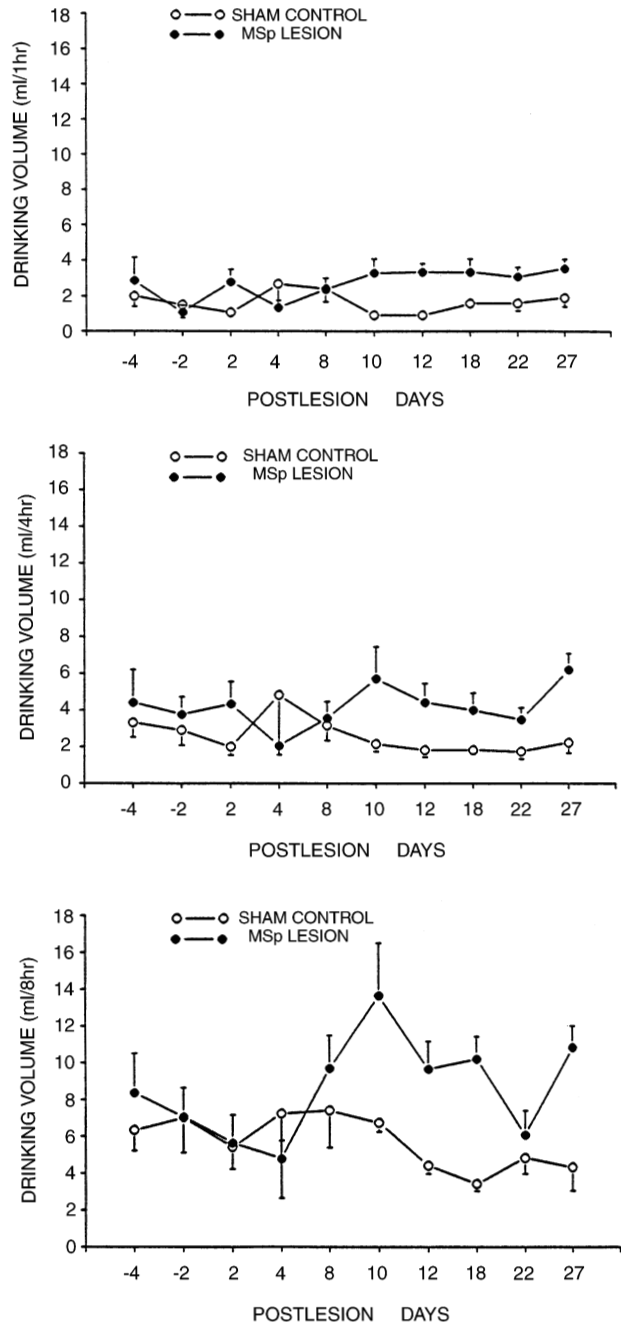 SHAM CONTROL
MSp LESION
DRINKING VOLUME (ml/1hr)
18
16
14
12
10
8
6
4
2
0
-4 -2 2 4 8 10 12 18 22 27
POSTLESION DAYS
SHAM CONTROL
MSp LESION
DRINKING VOLUME (ml/4hr)
18
16
14
12
10
8
6
4
2
0
-4 -2 2 4 8 10 12 18 22 27
POSTLESION DAYS
SHAM CONTROL
MSp LESION
DRINKING VOLUME (ml/8hr)
18
16
14
12
10
8
6
4
2
0
-4 -2 2 4 8 10 12 18 22 27
POSTLESION DAYS